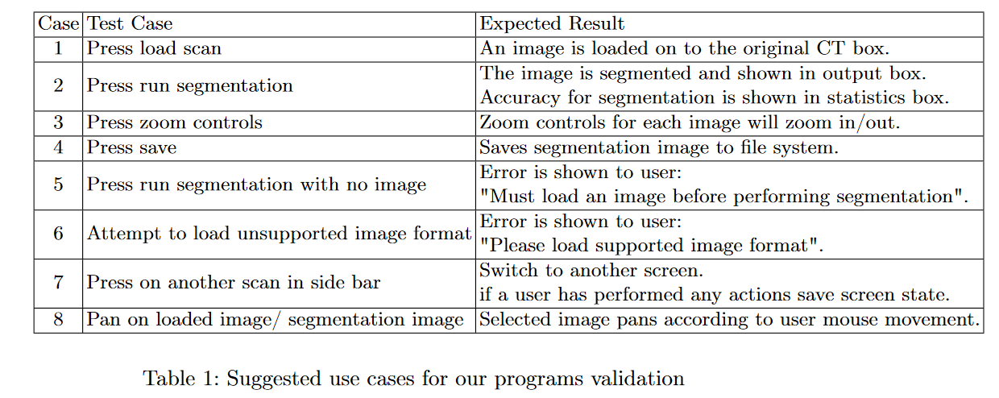 Case Test Case Expected Result
1 Press load scan An image is loaded on to the original CT box.
2 Press run segmentation The image is segmented and shown in output box.
Accuracy for segmentation is shown in statistics box.
3 Press zoom controls Zoom controls for each image will zoom in/out.
4 Press save Saves segmentation image to file system.
5 Press run segmentation with no image Error is shown to user:
"Must load an image before performing segmentation".
6 Attempt to load unsupported image format Error is shown to user:
"Please load supported image format".
7 Press on another scan in side bar Switch to another screen.
if a user has performed any actions save screen state.
8 Pan on loaded image/ segmentation image Selected image pans according to user mouse movement.
Table 1: Suggested use cases for our programs validation